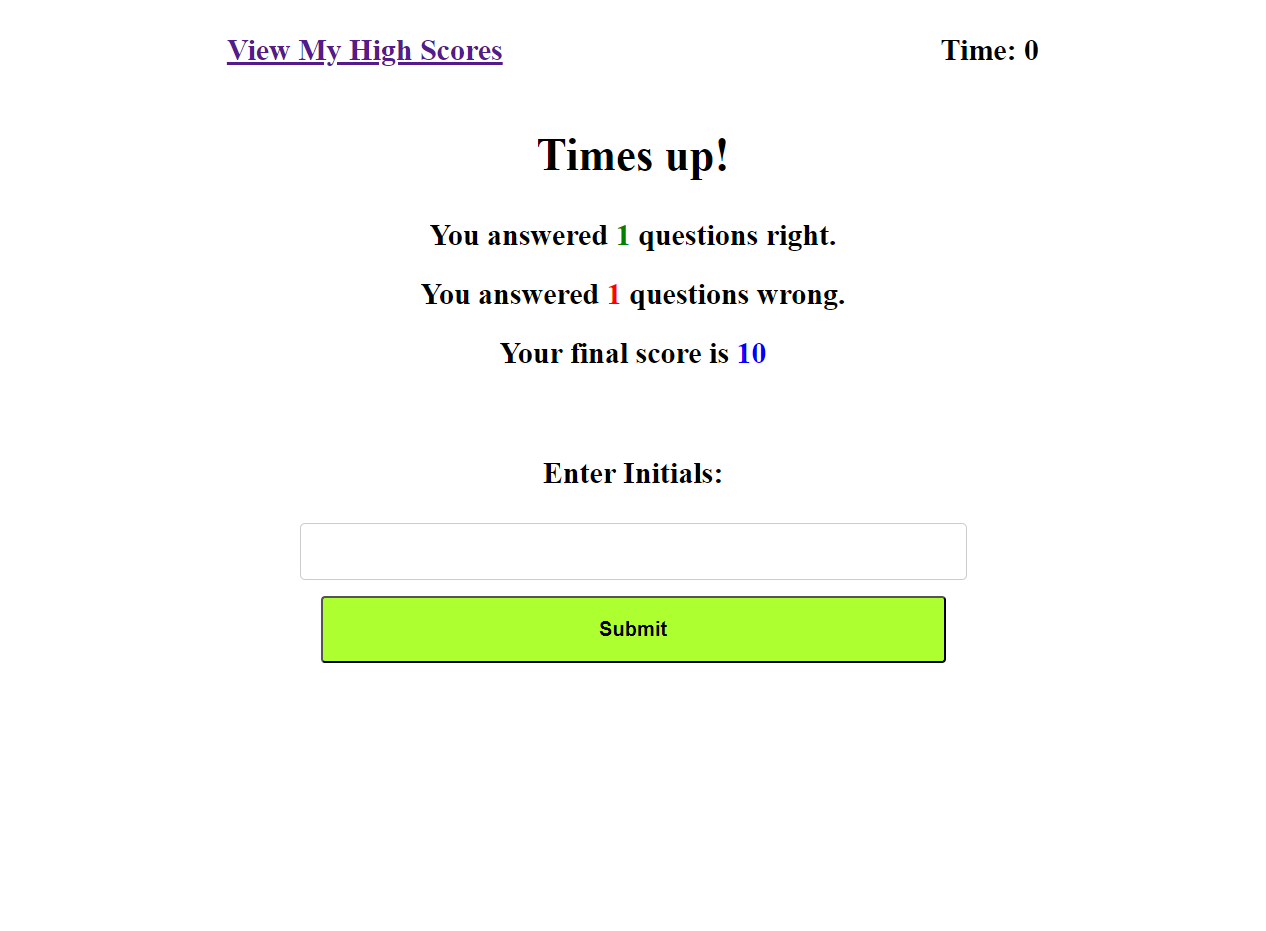 View My High Scores Time: 0
Times up!
You answered 1 questions right.
You answered 1 questions wrong.
Your final score is 10
Enter Initials:
Submit